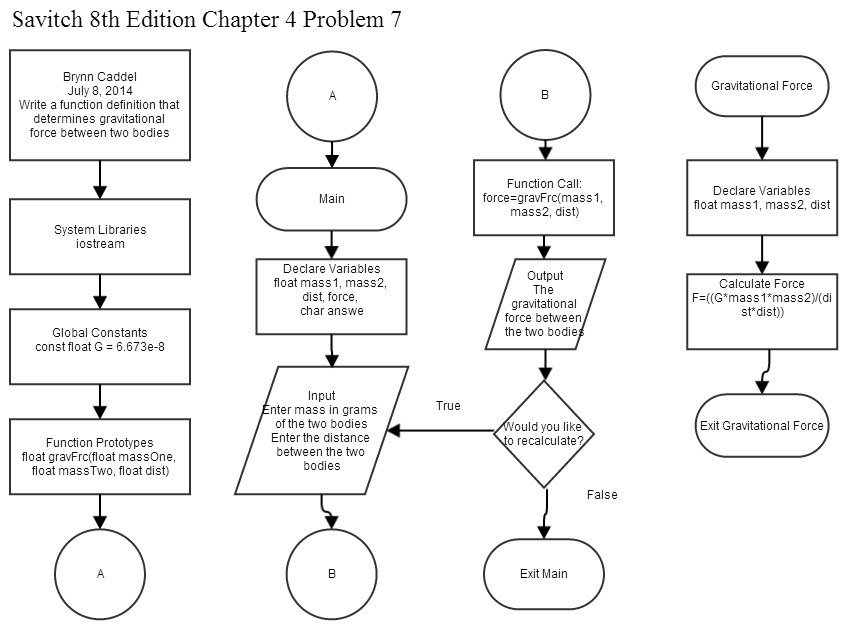 Savitch 8th Edition Chapter 4 Problem 7
Brynn Caddel
July 8, 2014
Write a function definition that
determines gravitational
force between two bodies
System Libraries
iostream
Global Constants
const float G = 6.673e-8
Function Prototypes
float gravFrc(float massOne,
float massTwo, float dist)
A
A
Main
Declare Variables
float mass1, mass2,
dist, force,
char answe
Input
Enter mass in grams
of the two bodies
Enter the distance
between the two
bodies
B
B
Function Call:
force=gravFrc(mass1,
mass2, dist)
Output
The
gravitational
force between
the two bodies
Would you like
to recalculate?
True
False
Exit Main
Gravitational Force
Declare Variables
float mass1, mass2, dist
Calculate Force
F=((G*mass1*mass2)/(di
st*dist))
Exit Gravitational Force